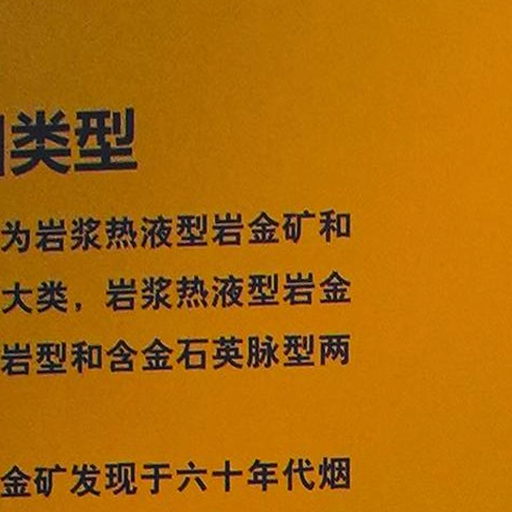 类型
为岩浆热液型岩金矿和
大类，岩浆热液型岩金
岩型和含金石英脉型两
金矿发现于六十年代烟